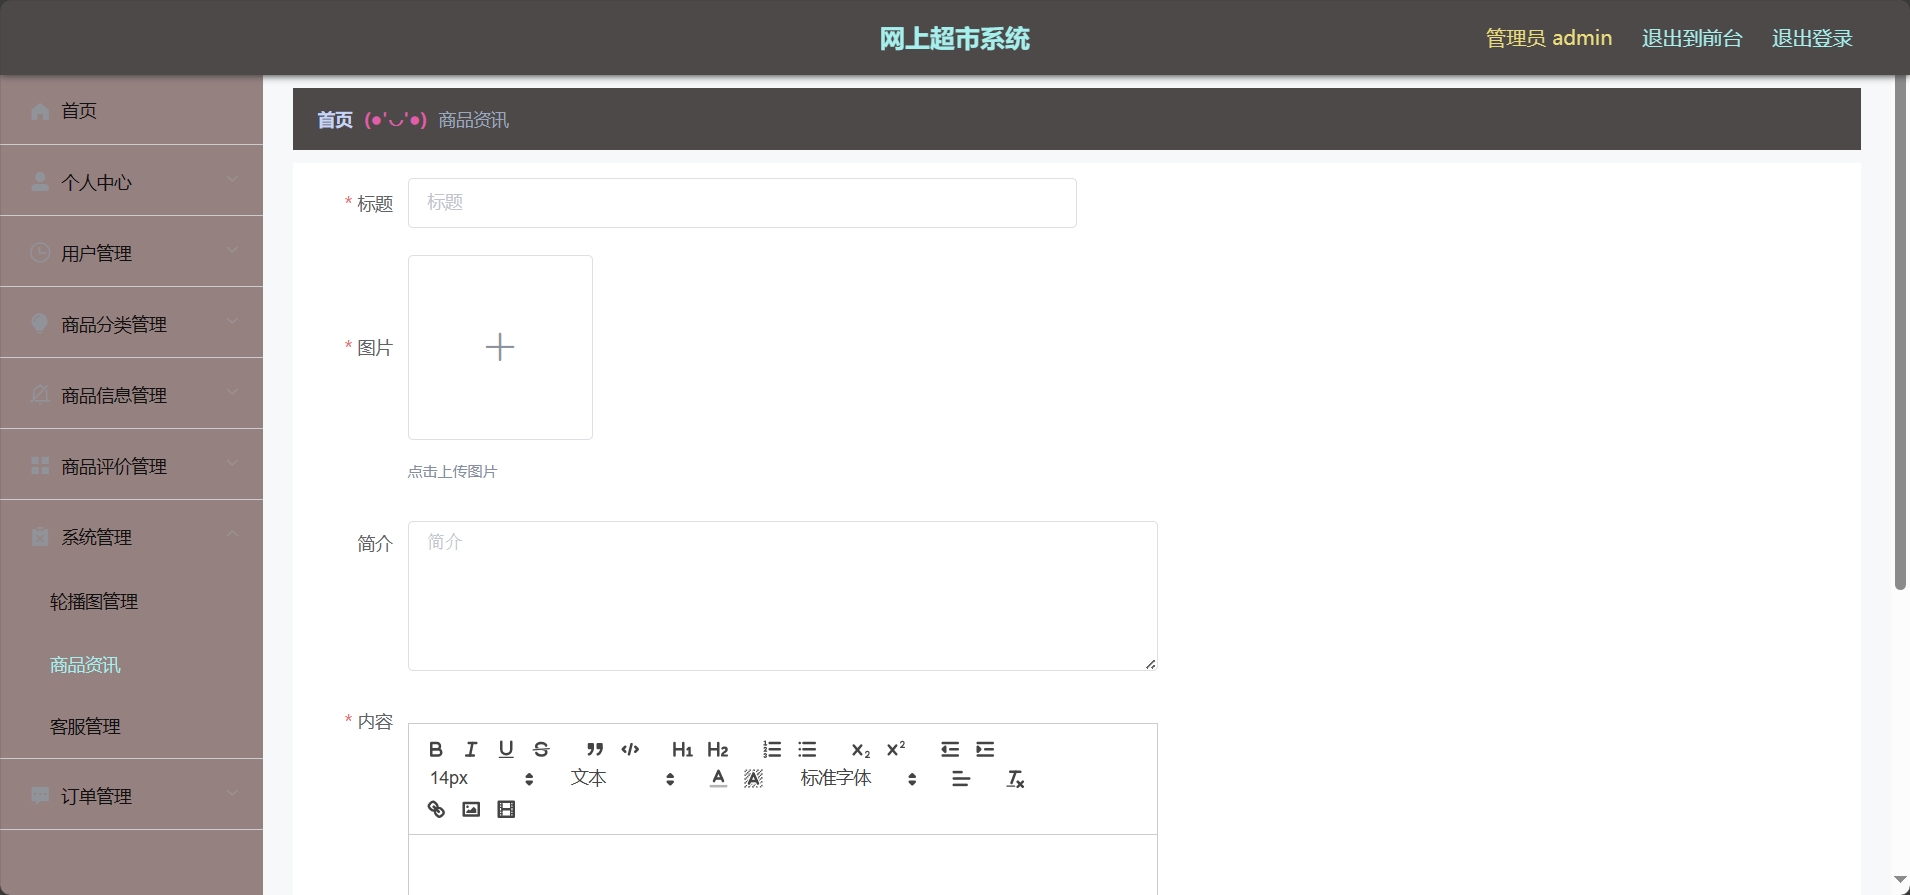 网上超市系统
管理员 admin 退出到前台 退出登录
首页
个人中心
用户管理
商品分类管理
商品信息管理
商品评价管理
系统管理
轮播图管理
商品资讯
客服管理
订单管理
首页 (●'◡'●) 商品资讯
* 标题 标题
* 图片
点击上传图片
简介 简介
* 内容
14px 文本 标准字体